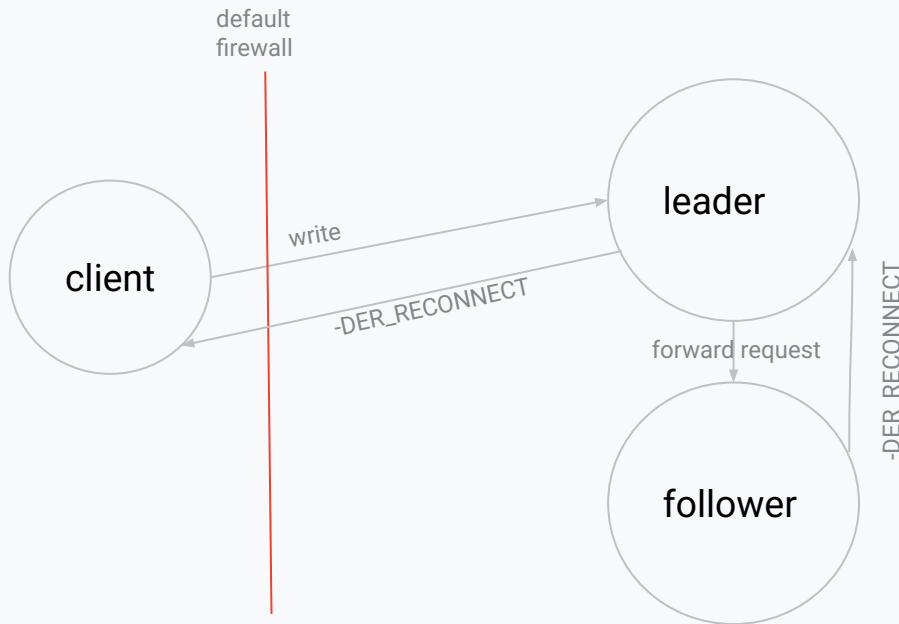 default
firewall
leader
write
client
-DER_RECONNECT
forward request
-DER_RECONNECT
follower